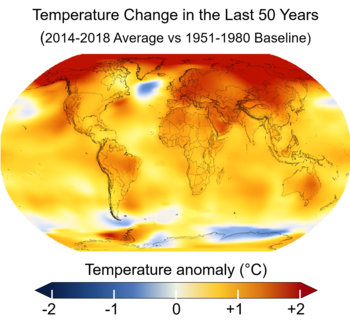 Temperature Change in the Last 50 Years
(2014-2018 Average vs 1951-1980 Baseline)
Temperature anomaly (°C)
-2 -1 0 +1 +2